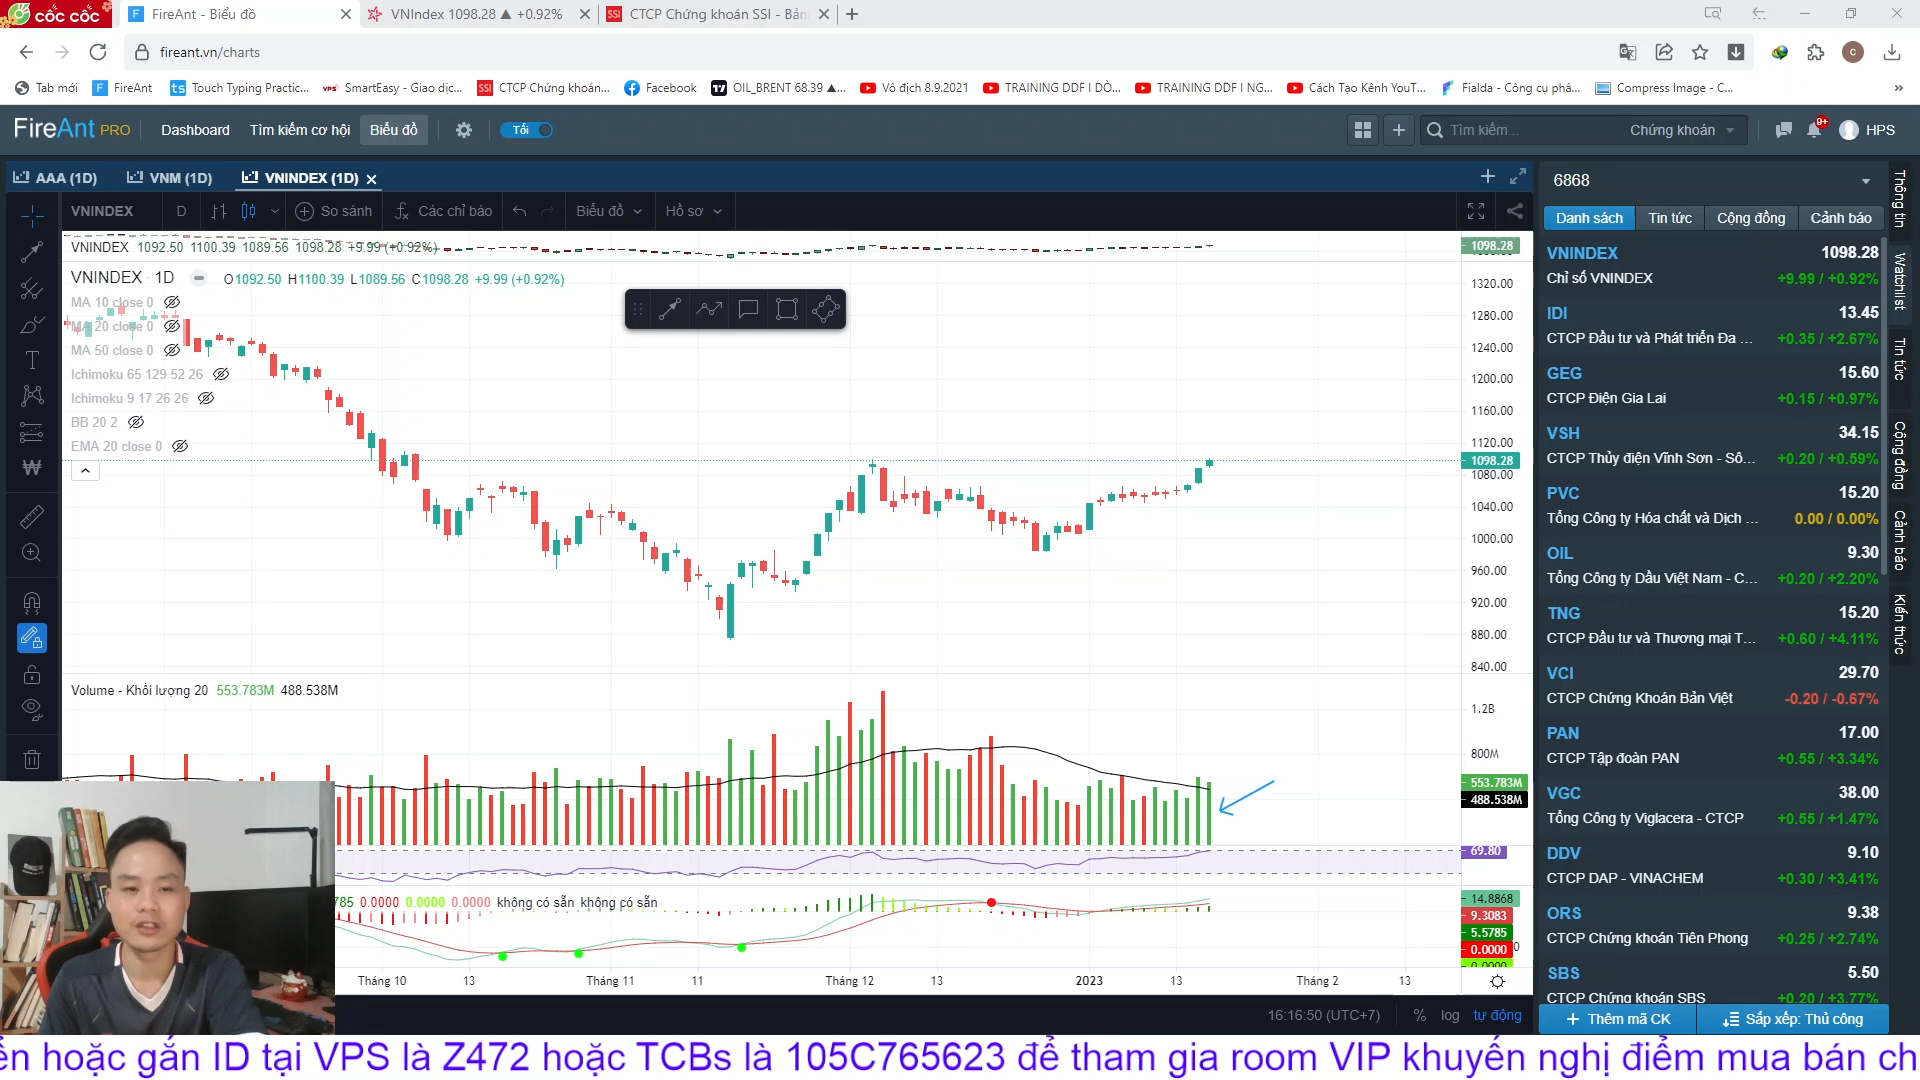 cốc cốc
FireAnt - Biểu đồ
VNIndex 1098.28 ▲ +0.92%
SSI CTCP Chứng khoán SSI - Bản
fireant.vn/charts
C
Tab mới
FireAnt
Touch Typing Practic...
SmartEasy - Giao dịc...
CTCP Chứng khoán...
Facebook
OIL_BRENT 68.39 ▲...
Vô địch 8.9.2021
TRAINING DDF I DÒ...
TRAINING DDF I NG...
Cách Tạo Kênh YouT...
Fialda - Công cụ phâ...
Compress Image - C...
FireAnt PRO
Dashboard
Tìm kiếm cơ hội
Biểu đồ
Tối
Tìm kiếm...
Chứng khoán
9+
HPS
AAA (1D)
VNM (1D)
VNINDEX (1D)
VNINDEX
D
So sánh
Các chỉ báo
Biểu đồ
Hồ sơ
VNINDEX 1092.50 1100.39 1089.56 1098.28 +9.99 (+0.92%)
1098.28
VNINDEX · 1D
O1092.50 H1100.39 L1089.56 C1098.28 +9.99 (+0.92%)
MA 10 close 0
MA 20 close 0
MA 50 close 0
Ichimoku 65 129 52 26
Ichimoku 9 17 26 26
BB 20 2
EMA 20 close 0
1320.00
1280.00
1240.00
1200.00
1160.00
1120.00
1098.28
1080.00
1040.00
1000.00
960.00
920.00
880.00
840.00
Volume - Khối lượng 20 553.783M 488.538M
1.2B
800M
553.783M
488.538M
69.80
785 0.0000 0.0000 0.0000 không có sẵn không có sẵn
14.8868
9.3083
5.5785
0.0000
0.0000
Tháng 10
13
Tháng 11
11
Tháng 12
13
2023
13
Tháng 2
13
16:16:50 (UTC+7)
%
log
tự động
6868
Danh sách
Tin tức
Cộng đồng
Cảnh báo
VNINDEX 1098.28
Chỉ số VNINDEX +9.99 / +0.92%
IDI 13.45
CTCP Đầu tư và Phát triển Đa ... +0.35 / +2.67%
GEG 15.60
CTCP Điện Gia Lai +0.15 / +0.97%
VSH 34.15
CTCP Thủy điện Vĩnh Sơn - Sô... +0.20 / +0.59%
PVC 15.20
Tổng Công ty Hóa chất và Dịch ... 0.00 / 0.00%
OIL 9.30
Tổng Công ty Dầu Việt Nam - C... +0.20 / +2.20%
TNG 15.20
CTCP Đầu tư và Thương mại T... +0.60 / +4.11%
VCI 29.70
CTCP Chứng Khoán Bản Việt -0.20 / -0.67%
PAN 17.00
CTCP Tập đoàn PAN +0.55 / +3.34%
VGC 38.00
Tổng Công ty Viglacera - CTCP +0.55 / +1.47%
DDV 9.10
CTCP DAP - VINACHEM +0.30 / +3.41%
ORS 9.38
CTCP Chứng khoán Tiên Phong +0.25 / +2.74%
SBS 5.50
CTCP Chứng khoán SBS +0.20 / +3.77%
Thêm mã CK
Sắp xếp: Thủ công
Thông tin
Watchlist
Tin tức
Cộng đồng
Cảnh báo
Kiến thức
ển hoặc gắn ID tại VPS là Z472 hoặc TCBs là 105C765623 để tham gia room VIP khuyến nghị điểm mua bán ch